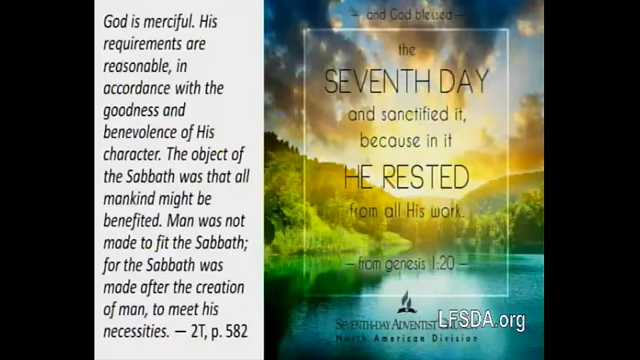 God is merciful. His
requirements are
reasonable, in
accordance with the
goodness and
benevolence of His
character. The object of
the Sabbath was that all
mankind might be
benefited. Man was not
made to fit the Sabbath;
for the Sabbath was
made after the creation
of man, to meet his
necessities. — 2T, p. 582
— and God blessed —
the
SEVENTH DAY
and sanctified it,
because in it
HE RESTED
from all His work.
— from genesis 1:20 —
SEVENTH-DAY ADVENTIST CHURCH
North American Division
LFSDA.org